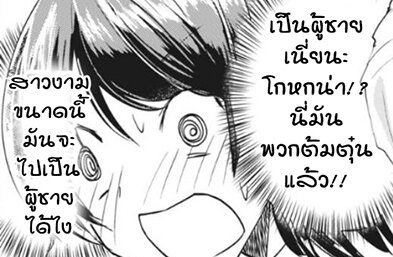 เป็นผู้ชาย
เนี่ยนะ
โกหกน่า!?
นี่มัน
พวกต้มตุ๋น
แล้ว!!
สาวงาม
ขนาดนี้
มันจะ
ไปเป็น
ผู้ชาย
ได้ไง